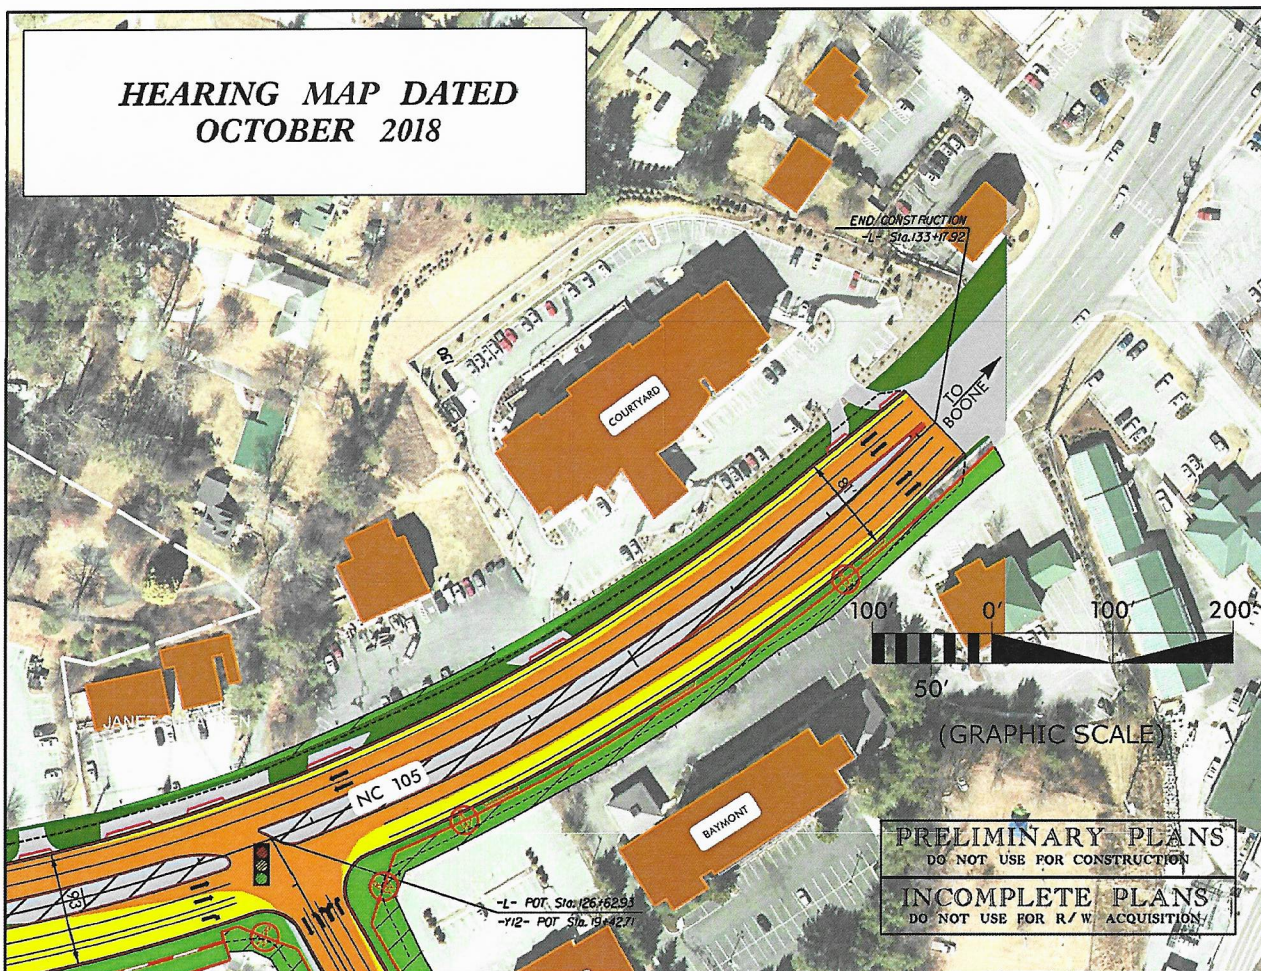 HEARING MAP DATED
OCTOBER 2018
END CONSTRUCTION
-L- Sta.133+17.92
50
COURTYARD
TO
BOONE
81'
100' 0' 100' 200'
50'
(GRAPHIC SCALE)
NC 105
BAYMONT
93'
-L- POT Sta.126+62.93
-Y12- POT Sta.19+42.71
PRELIMINARY PLANS
DO NOT USE FOR CONSTRUCTION
INCOMPLETE PLANS
DO NOT USE FOR R/W ACQUISITION